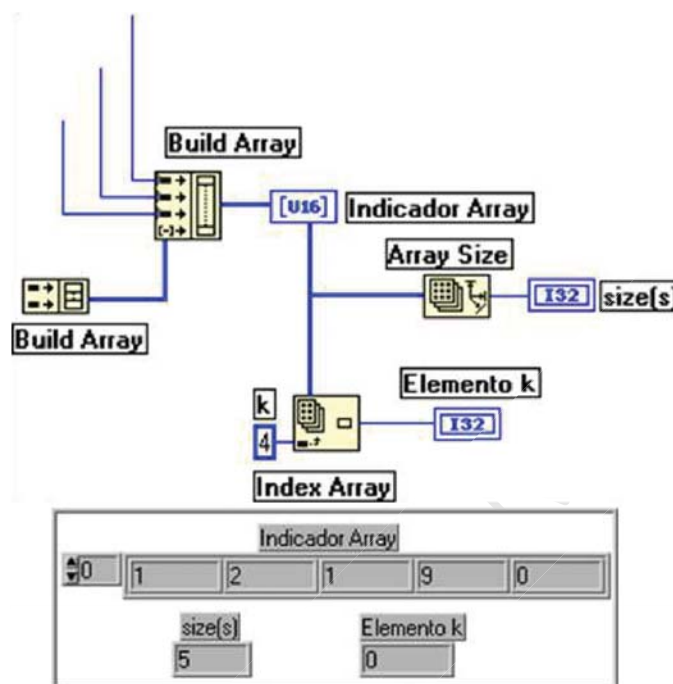 Build Array
[U16] Indicador Array
Array Size
I32 size(s)
Build Array
Elemento k
k
I32
4
Index Array
Indicador Array
0 1 2 1 9 0
size(s) Elemento k
5 0